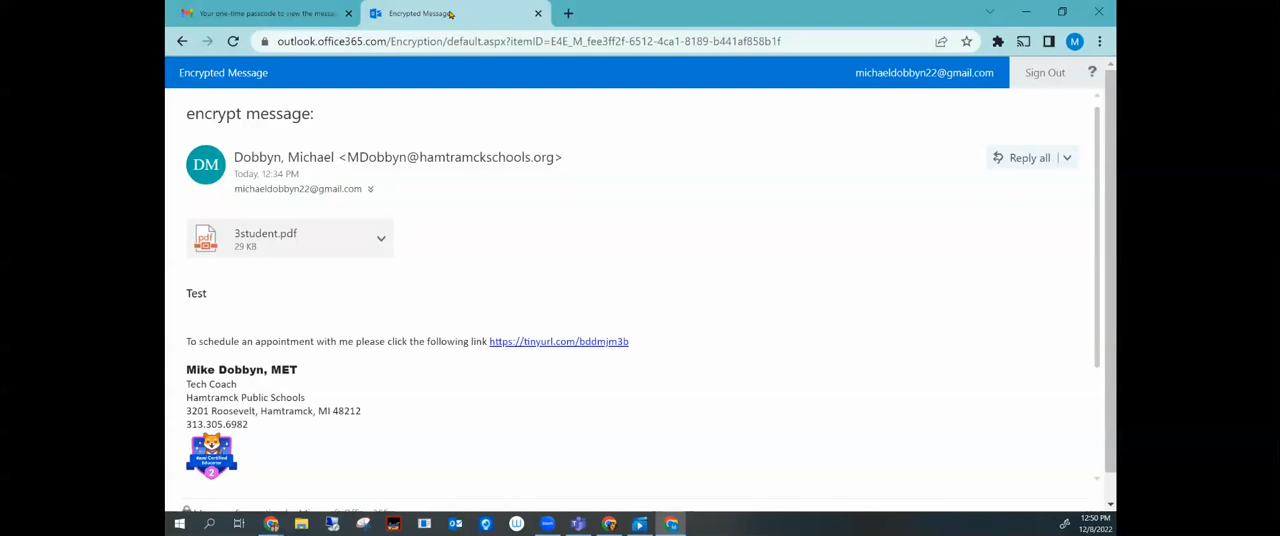 Your one-time passcode to view the messa
Encrypted Message
outlook.office365.com/Encryption/default.aspx?itemID=E4E_M_fee3ff2f-6512-4ca1-8189-b441af858b1f
M
Encrypted Message
michaeldobbyn22@gmail.com
Sign Out
?
encrypt message:
DM
Dobbyn, Michael <MDobbyn@hamtramckschools.org>
Today, 12:34 PM
michaeldobbyn22@gmail.com
Reply all
pdf
3student.pdf
29 KB
Test
To schedule an appointment with me please click the following link https://tinyurl.com/bddmjm3b
Mike Dobbyn, MET
Tech Coach
Hamtramck Public Schools
3201 Roosevelt, Hamtramck, MI 48212
313.305.6982
Certified
Educator
2
12:50 PM
12/8/2022